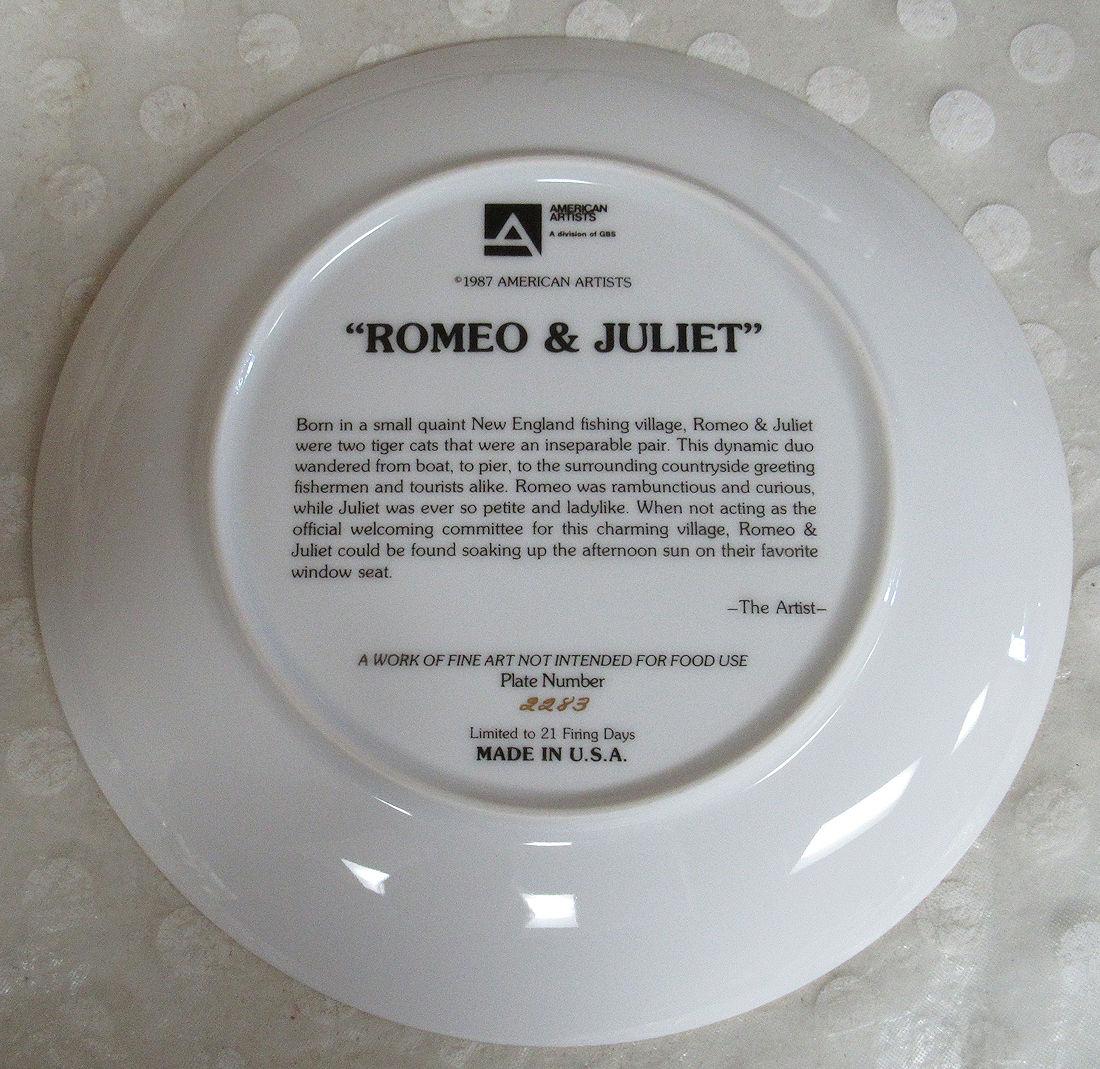 AMERICAN
ARTISTS
A division of GBS
©1987 AMERICAN ARTISTS
“ROMEO & JULIET”
Born in a small quaint New England fishing village, Romeo & Juliet
were two tiger cats that were an inseparable pair. This dynamic duo
wandered from boat, to pier, to the surrounding countryside greeting
fishermen and tourists alike. Romeo was rambunctious and curious,
while Juliet was ever so petite and ladylike. When not acting as the
official welcoming committee for this charming village, Romeo &
Juliet could be found soaking up the afternoon sun on their favorite
window seat.
–The Artist–
A WORK OF FINE ART NOT INTENDED FOR FOOD USE
Plate Number
2283
Limited to 21 Firing Days
MADE IN U.S.A.